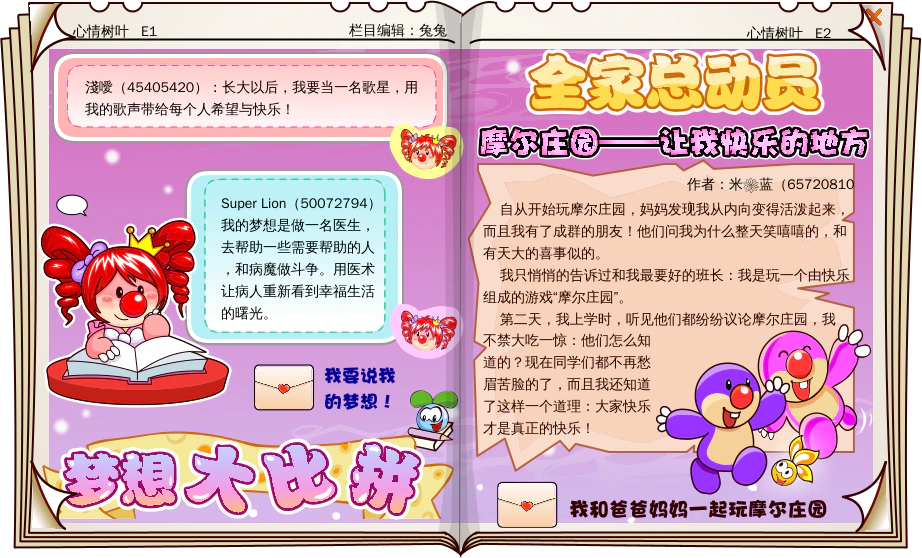 心情树叶 E1
栏目编辑：兔兔
淺嗳（45405420）：长大以后，我要当一名歌星，用
我的歌声带给每个人希望与快乐！
Super Lion（50072794）
我的梦想是做一名医生，
去帮助一些需要帮助的人
，和病魔做斗争。用医术
让病人重新看到幸福生活
的曙光。
我要说我
的梦想！
梦想大比拼
心情树叶 E2
全家总动员
摩尔庄园——让我快乐的地方
作者：米❀蓝（65720810
自从开始玩摩尔庄园，妈妈发现我从内向变得活泼起来，
而且我有了成群的朋友！他们问我为什么整天笑嘻嘻的，和
有天大的喜事似的。
我只悄悄的告诉过和我最要好的班长：我是玩一个由快乐
组成的游戏“摩尔庄园”。
第二天，我上学时，听见他们都纷纷议论摩尔庄园，我
不禁大吃一惊：他们怎么知
道的？现在同学们都不再愁
眉苦脸的了，而且我还知道
了这样一个道理：大家快乐
才是真正的快乐！
我和爸爸妈妈一起玩摩尔庄园